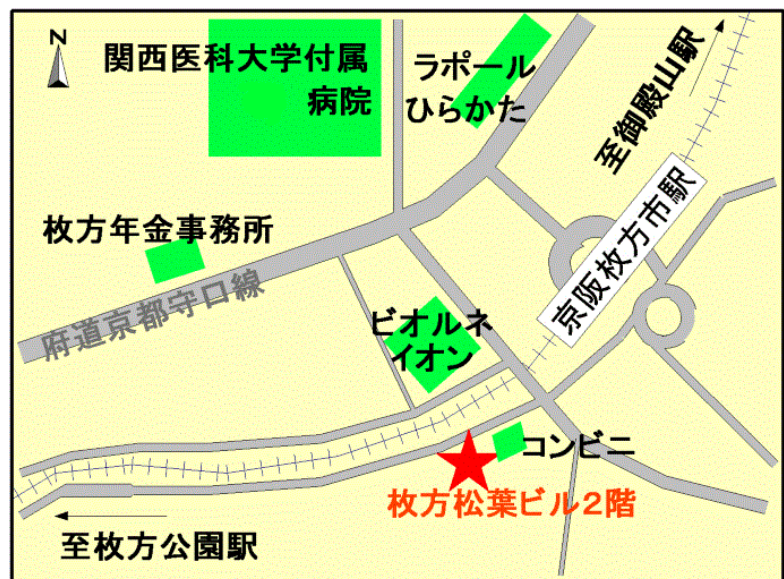 N
関西医科大学付属
病院
ラポール
ひらかた
至御殿山駅
枚方年金事務所
京阪枚方市駅
府道京都守口線
ビオルネ
イオン
コンビニ
枚方松葉ビル2階
至枚方公園駅